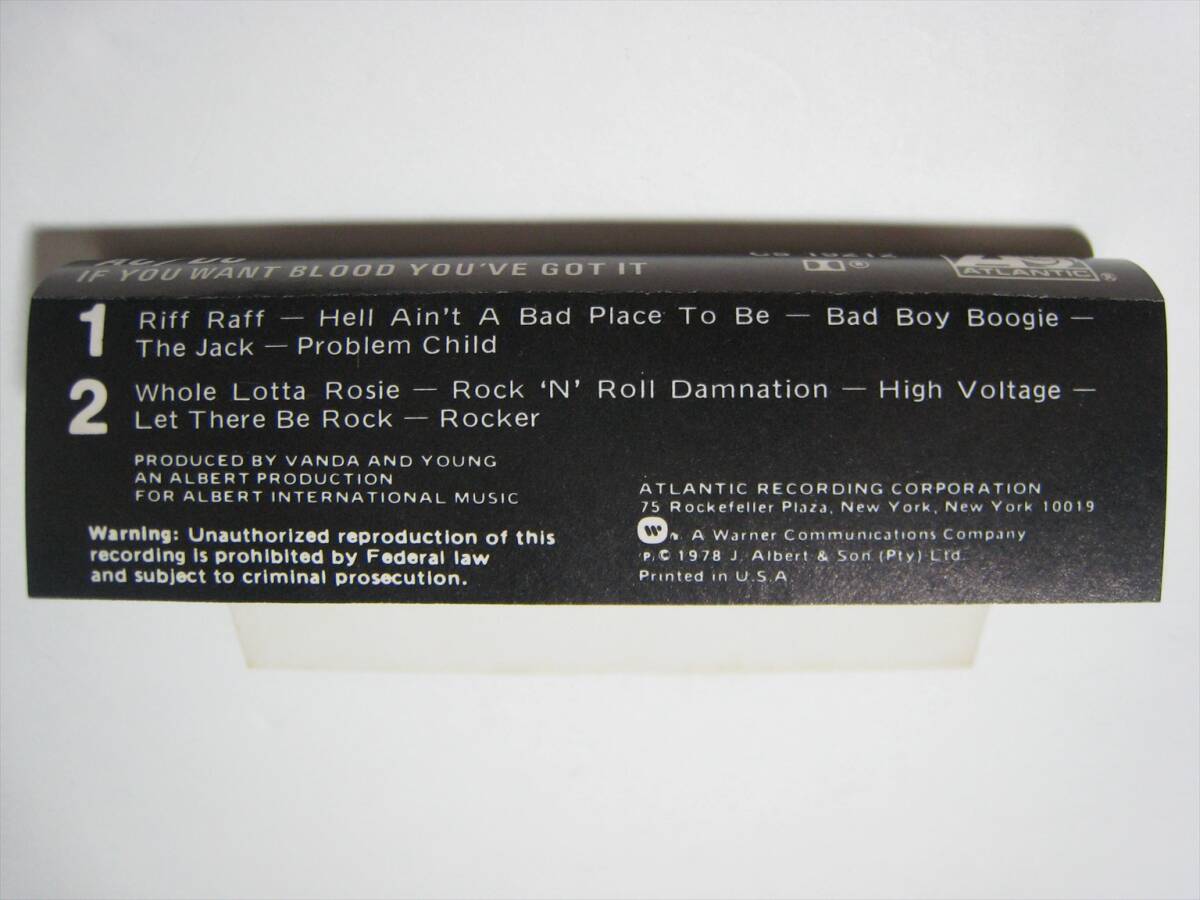 AC/DC
IF YOU WANT BLOOD YOU'VE GOT IT
CS 19212
®
ATLANTIC ®
1 Riff Raff — Hell Ain't A Bad Place To Be — Bad Boy Boogie —
The Jack — Problem Child
2 Whole Lotta Rosie — Rock 'N' Roll Damnation — High Voltage —
Let There Be Rock — Rocker
PRODUCED BY VANDA AND YOUNG
AN ALBERT PRODUCTION
FOR ALBERT INTERNATIONAL MUSIC
Warning: Unauthorized reproduction of this
recording is prohibited by Federal law
and subject to criminal prosecution.
ATLANTIC RECORDING CORPORATION
75 Rockefeller Plaza, New York, New York 10019
A Warner Communications Company
℗ © 1978 J. Albert & Son (Pty) Ltd.
Printed in U.S.A